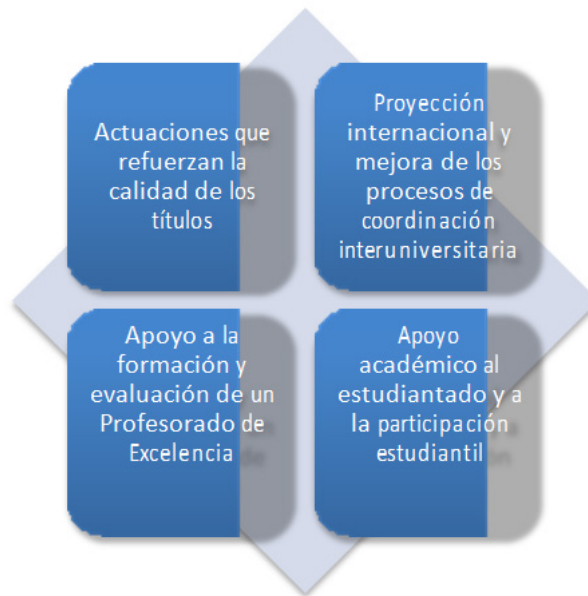 Actuaciones que
refuerzan la
calidad de los
títulos
Proyección
internacional y
mejora de los
procesos de
coordinación
interuniversitaria
Apoyo a la
formación y
evaluación de un
Profesorado de
Excelencia
Apoyo
académico al
estudiantado y a
la participación
estudiantil